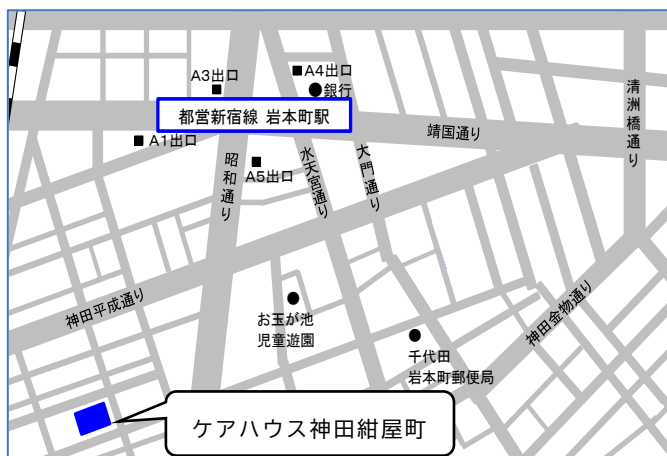 A3出口
A4出口
銀行
都営新宿線 岩本町駅
清洲橋通り
A1出口
靖国通り
昭和通り
A5出口
水天宮通り
大門通り
神田平成通り
お玉が池
児童遊園
千代田
岩本町郵便局
神田金物通り
ケアハウス神田紺屋町